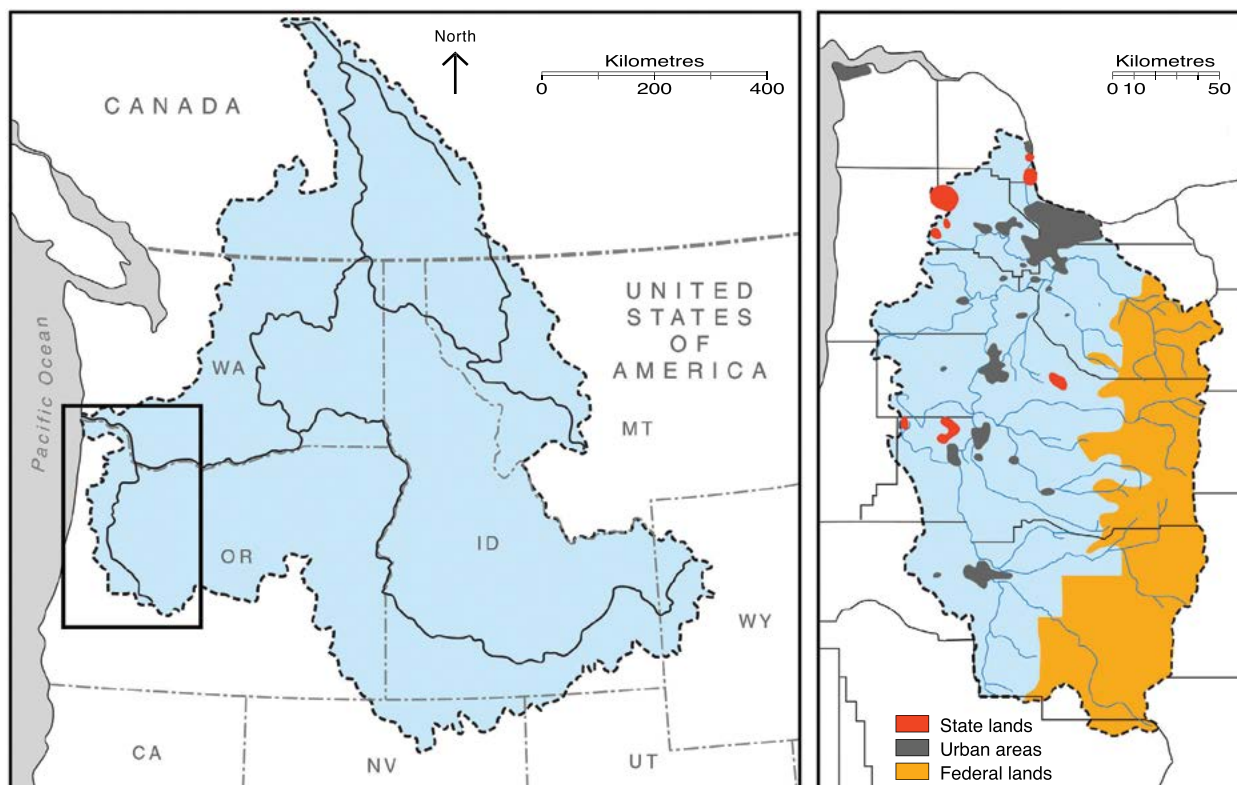 North
Kilometres
0 200 400
CANADA
UNITED
STATES
OF
AMERICA
Pacific Ocean
WA
MT
OR
ID
WY
CA
NV
UT
Kilometres
0 10 50
State lands
Urban areas
Federal lands